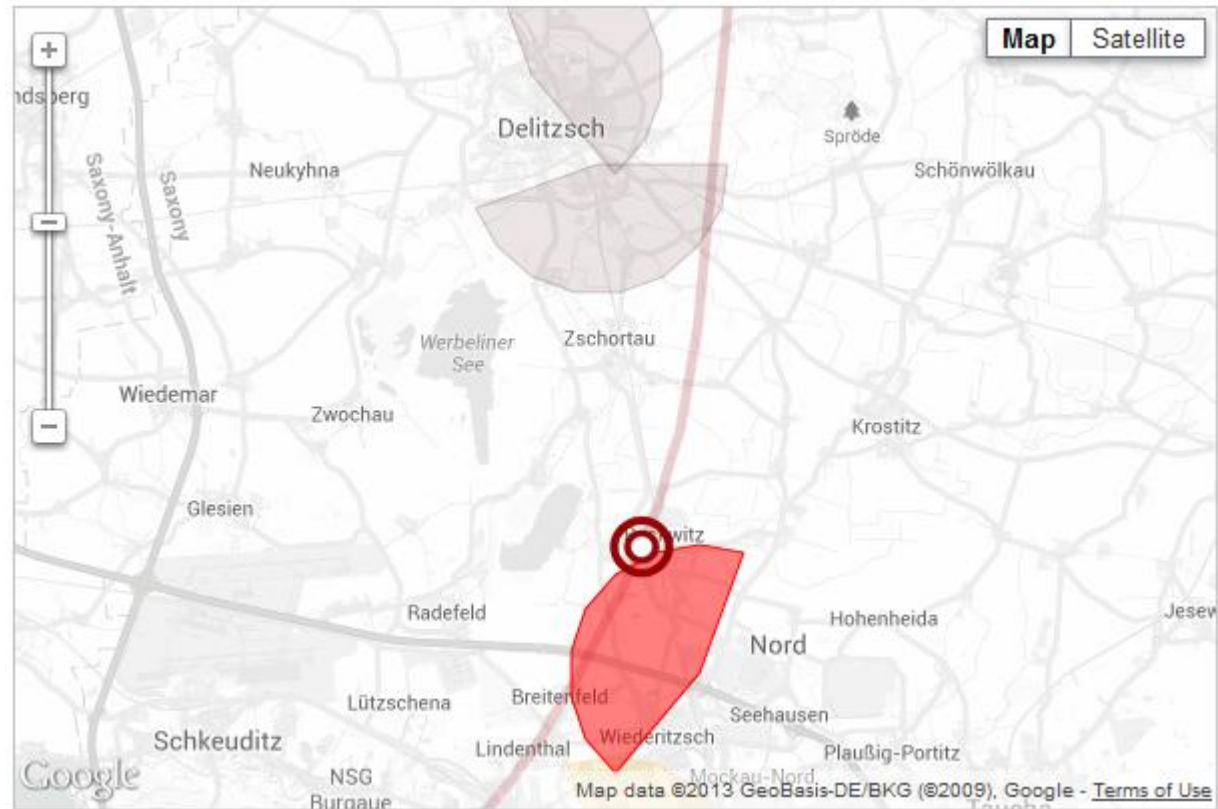 Map Satellite
+
ndsberg
Delitzsch
Spröde
Neukyhna
Schönwölkau
Saxony-Anhalt
Saxony
−
Werbeliner
See
Zschortau
Wiedemar
Zwochau
Krostitz
−
Glesien
witz
Radefeld
Hohenheida
Jesew
Nord
Lützschena
Breitenfeld
Seehausen
Schkeuditz
Lindenthal
Wiederitzsch
Plaußig-Portitz
Google
NSG
Burgaue
Mockau-Nord
Map data ©2013 GeoBasis-DE/BKG (©2009), Google - Terms of Use
Taucha